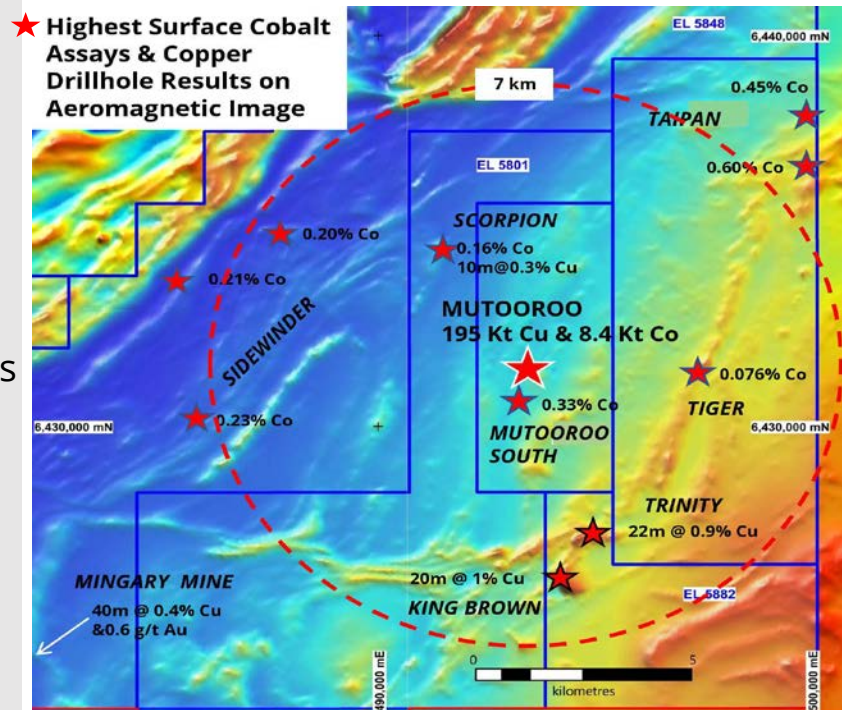 Highest Surface Cobalt
Assays & Copper
Drillhole Results on
Aeromagnetic Image
EL 5848
6,440,000 mN
7 km
0.45% Co
TAIPAN
0.60% Co
EL 5801
SCORPION
0.20% Co
0.16% Co
10m@0.3% Cu
0.21% Co
MUTOOROO
195 Kt Cu & 8.4 Kt Co
SIDEWINDER
s
0.076% Co
0.33% Co
TIGER
0.23% Co
6,430,000 mN
6,430,000 mN
MUTOOROO
SOUTH
TRINITY
22m @ 0.9% Cu
20m @ 1% Cu
MINGARY MINE
40m @ 0.4% Cu
&0.6 g/t Au
KING BROWN
EL 5882
490,000 mE
500,000 mE
0
5
kilometres